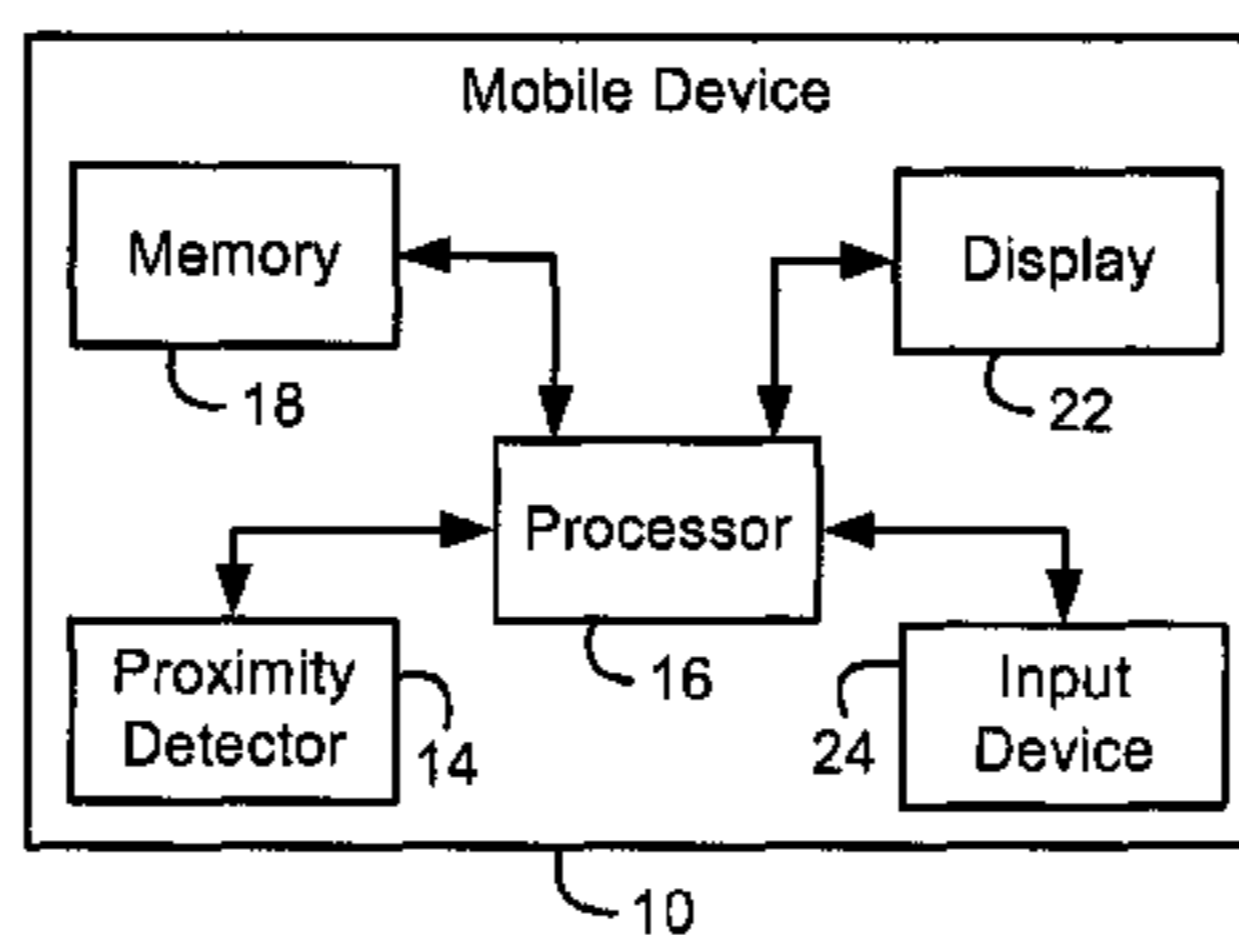 Mobile Device
Memory
Display
18
22
Processor
Proximity
Detector
14
16
24
Input
Device
10